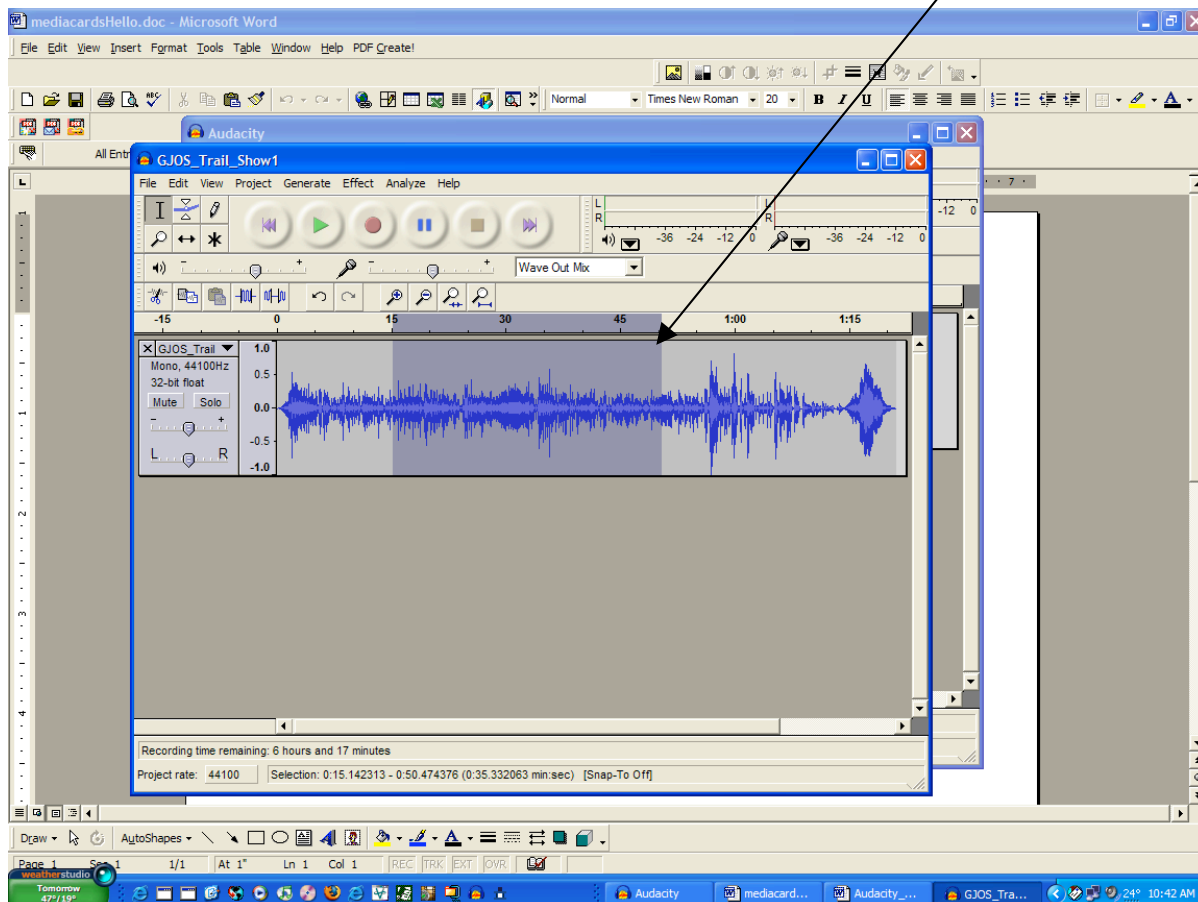 mediacardsHello.doc - Microsoft Word
File Edit View Insert Format Tools Table Window Help PDF Create!
Normal Times New Roman 20 B I U
Audacity
All Entr
GJOS_Trail_Show1
File Edit View Project Generate Effect Analyze Help
L
R
-36 -24 -12 0
L
R
-36 -24 -12 0
-12 0
7
Wave Out Mix
-15 0 15 30 45 1:00 1:15
GJOS_Trail
Mono, 44100Hz
32-bit float
Mute Solo
- +
L R
1.0
0.5
0.0
-0.5
-1.0
Recording time remaining: 6 hours and 17 minutes
Project rate: 44100 Selection: 0:15.142313 - 0:50.474376 (0:35.332063 min:sec) [Snap-To Off]
Draw AutoShapes
Page 1 Sec 1 1/1 At 1" Ln 1 Col 1 REC TRK EXT OVR
weatherstudio
Tomorrow
47°/19°
Audacity mediacard... Audacity_... GJOS_Tra... 24° 10:42 AM